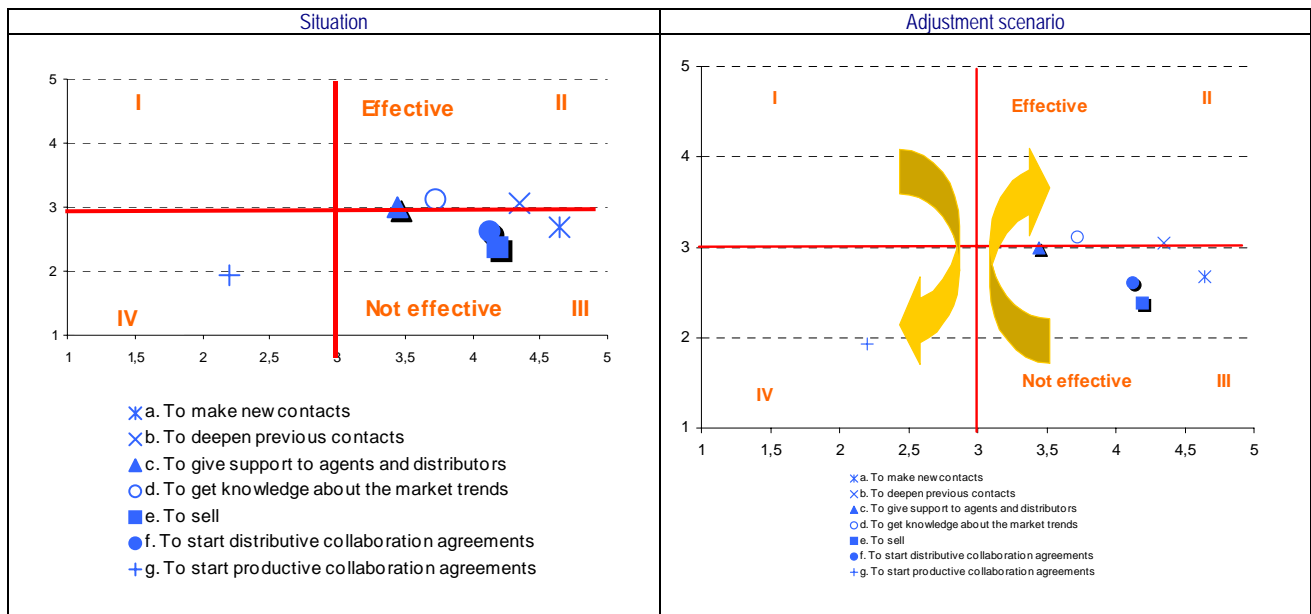 Situation
Adjustment scenario
5
I
Effective
II
4
3
2
IV
Not effective
III
1
1
1,5
2
2,5
3
3,5
4
4,5
5
a. To make new contacts
b. To deepen previous contacts
c. To give support to agents and distributors
d. To get knowledge about the market trends
e. To sell
f. To start distributive collaboration agreements
g. To start productive collaboration agreements
5
I
Effective
II
4
3
2
IV
Not effective
III
1
1
1,5
2
2,5
3
3,5
4
4,5
5
a. To make new contacts
b. To deepen previous contacts
c. To give support to agents and distributors
d. To get knowledge about the market trends
e. To sell
f. To start distributive collaboration agreements
g. To start productive collaboration agreements